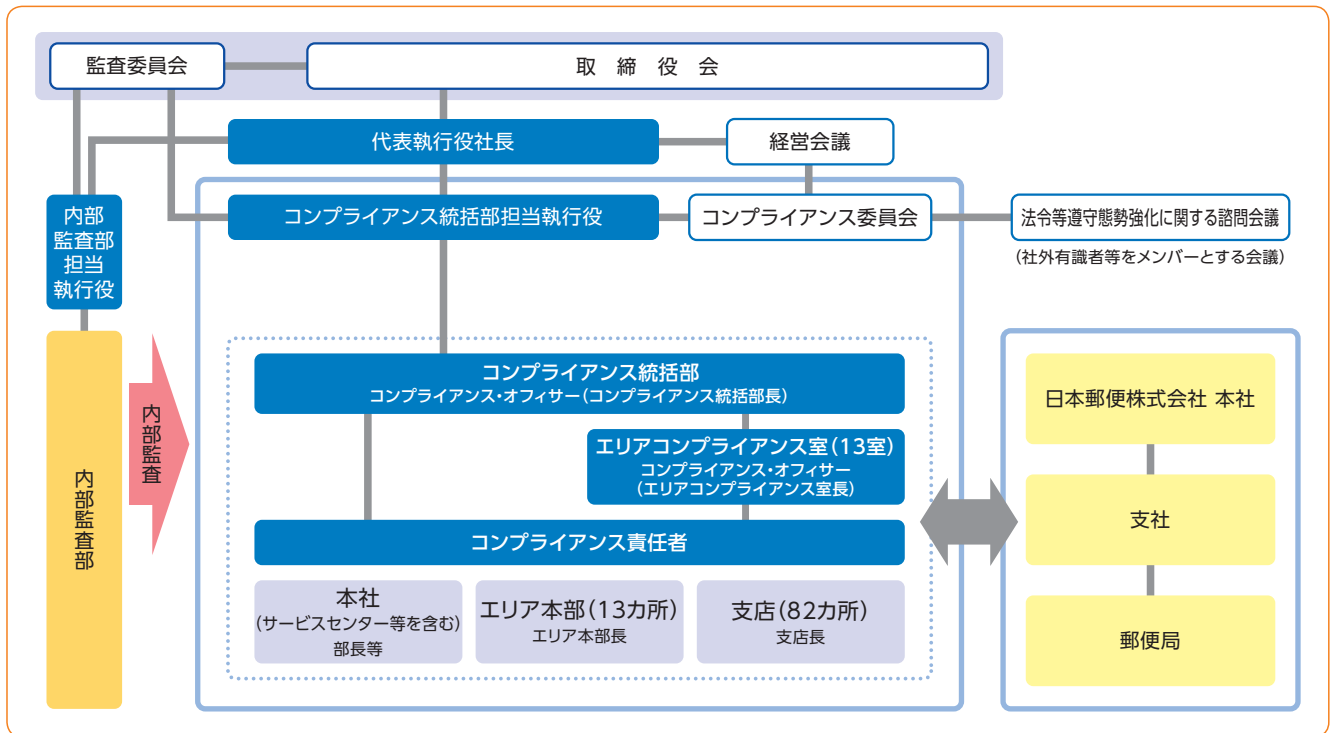 監査委員会
取締役会
代表執行役社長
経営会議
内部
監査部
担当
執行役
コンプライアンス統括部担当執行役
コンプライアンス委員会
法令等遵守態勢強化に関する諮問会議
(社外有識者等をメンバーとする会議)
内部監査部
内部監査
コンプライアンス統括部
コンプライアンス・オフィサー(コンプライアンス統括部長)
エリアコンプライアンス室(13室)
コンプライアンス・オフィサー
(エリアコンプライアンス室長)
コンプライアンス責任者
本社
(サービスセンター等を含む)
部長等
エリア本部(13カ所)
エリア本部長
支店(82カ所)
支店長
日本郵便株式会社 本社
支社
郵便局